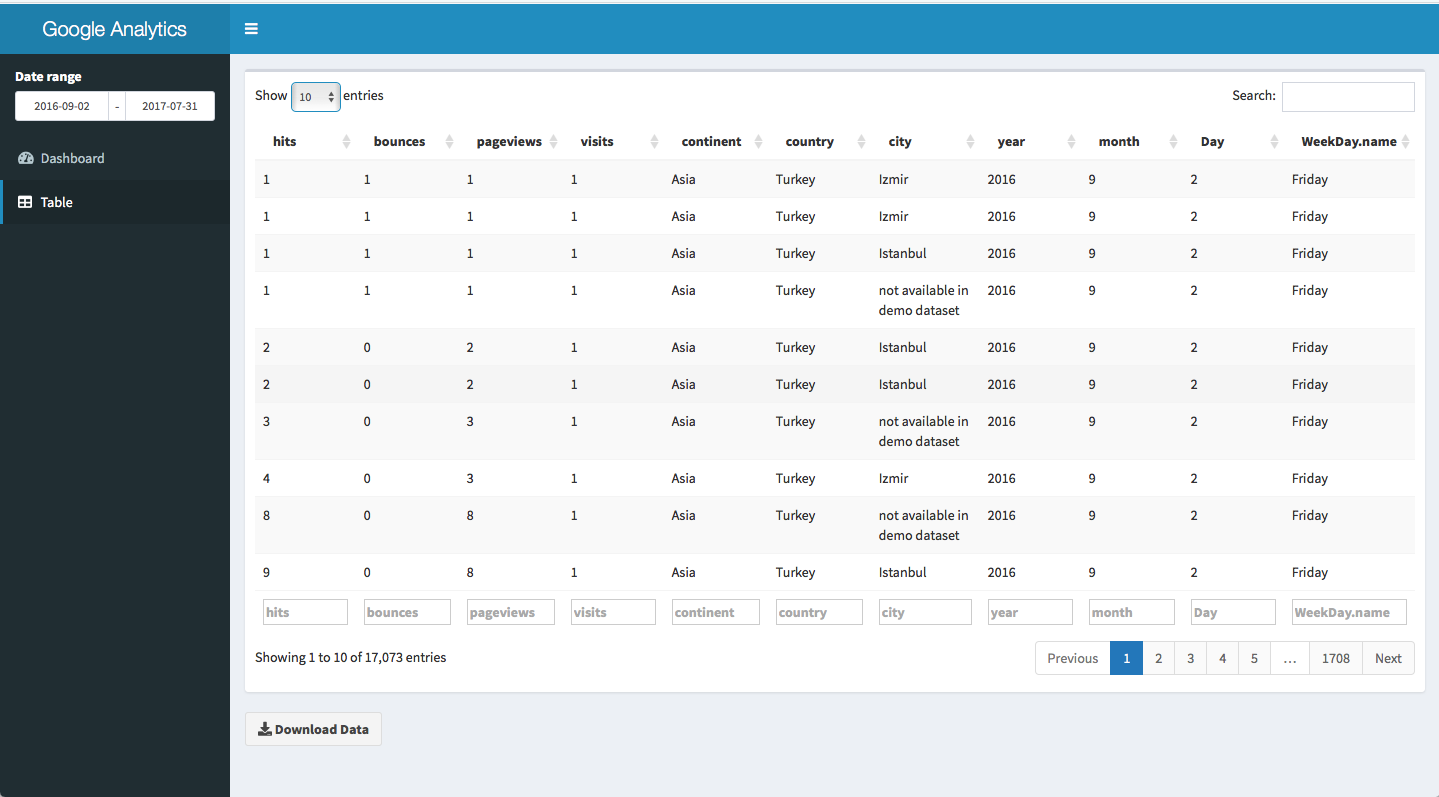 Google Analytics
Date range
2016-09-02 - 2017-07-31
Dashboard
Table
Show 10 entries Search:
hits bounces pageviews visits continent country city year month Day WeekDay.name
1 1 1 1 Asia Turkey Izmir 2016 9 2 Friday
1 1 1 1 Asia Turkey Izmir 2016 9 2 Friday
1 1 1 1 Asia Turkey Istanbul 2016 9 2 Friday
1 1 1 1 Asia Turkey not available in 2016 9 2 Friday
demo dataset
2 0 2 1 Asia Turkey Istanbul 2016 9 2 Friday
2 0 2 1 Asia Turkey Istanbul 2016 9 2 Friday
3 0 3 1 Asia Turkey not available in 2016 9 2 Friday
demo dataset
4 0 3 1 Asia Turkey Izmir 2016 9 2 Friday
8 0 8 1 Asia Turkey not available in 2016 9 2 Friday
demo dataset
9 0 8 1 Asia Turkey Istanbul 2016 9 2 Friday
hits bounces pageviews visits continent country city year month Day WeekDay.name
Showing 1 to 10 of 17,073 entries Previous 1 2 3 4 5 … 1708 Next
Download Data